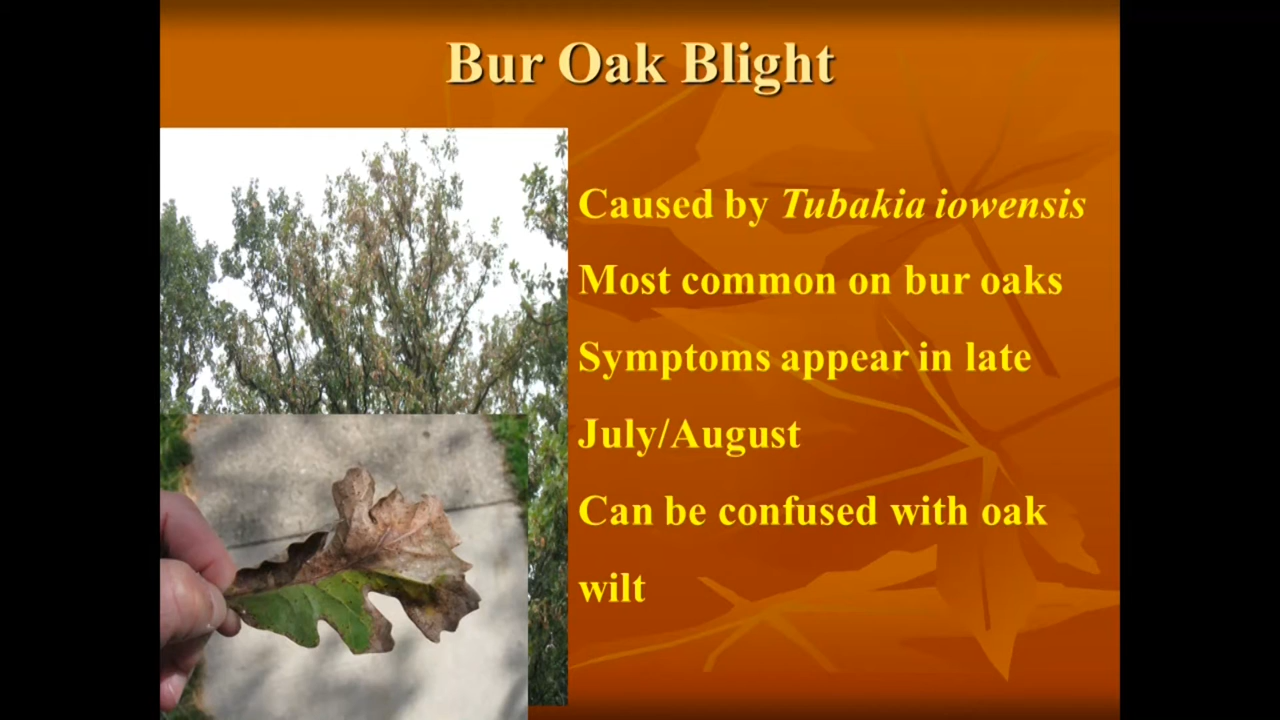 Bur Oak Blight
Caused by Tubakia iowensis
Most common on bur oaks
Symptoms appear in late
July/August
Can be confused with oak
wilt